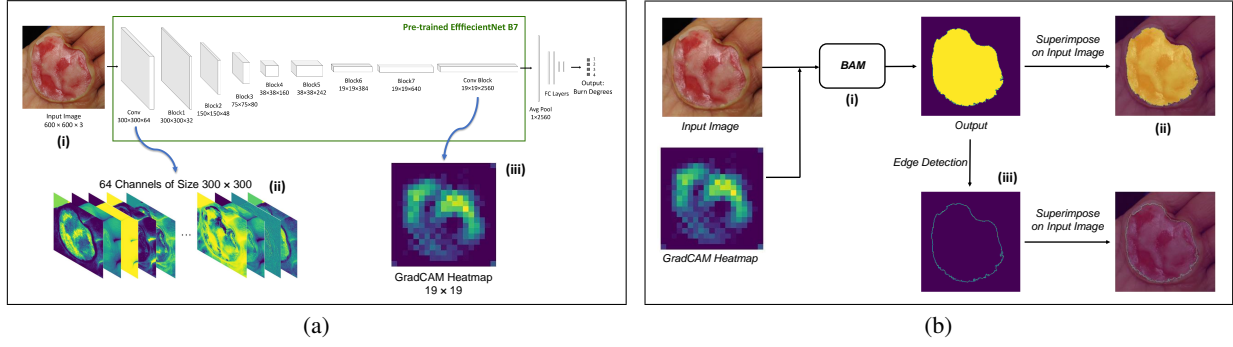 Pre-trained EffFiecientNet B7
Input Image
600 × 600 × 3
(i)
Conv
300×300×64
Block1
300×300×32
Block2
150×150×48
Block3
75×75×80
Block4
38×38×160
Block5
38×38×242
Block6
19×19×384
Block7
19×19×640
Conv Block
19×19×2560
Avg Pool
1×2560
FC Layers
Output:
Burn Degrees
64 Channels of Size 300 × 300
(ii)
...
(iii)
GradCAM Heatmap
19 × 19
(a)
Input Image
GradCAM Heatmap
BAM
(i)
Output
Superimpose
on Input Image
(ii)
Edge Detection
(iii)
Superimpose
on Input Image
(b)